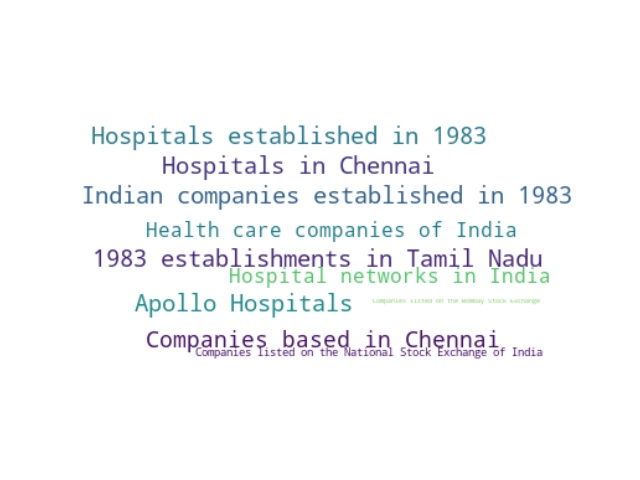 Hospitals established in 1983
Hospitals in Chennai
Indian companies established in 1983
Health care companies of India
1983 establishments in Tamil Nadu
Hospital networks in India
Apollo Hospitals
Companies listed on the Bombay Stock Exchange
Companies based in Chennai
Companies listed on the National Stock Exchange of India